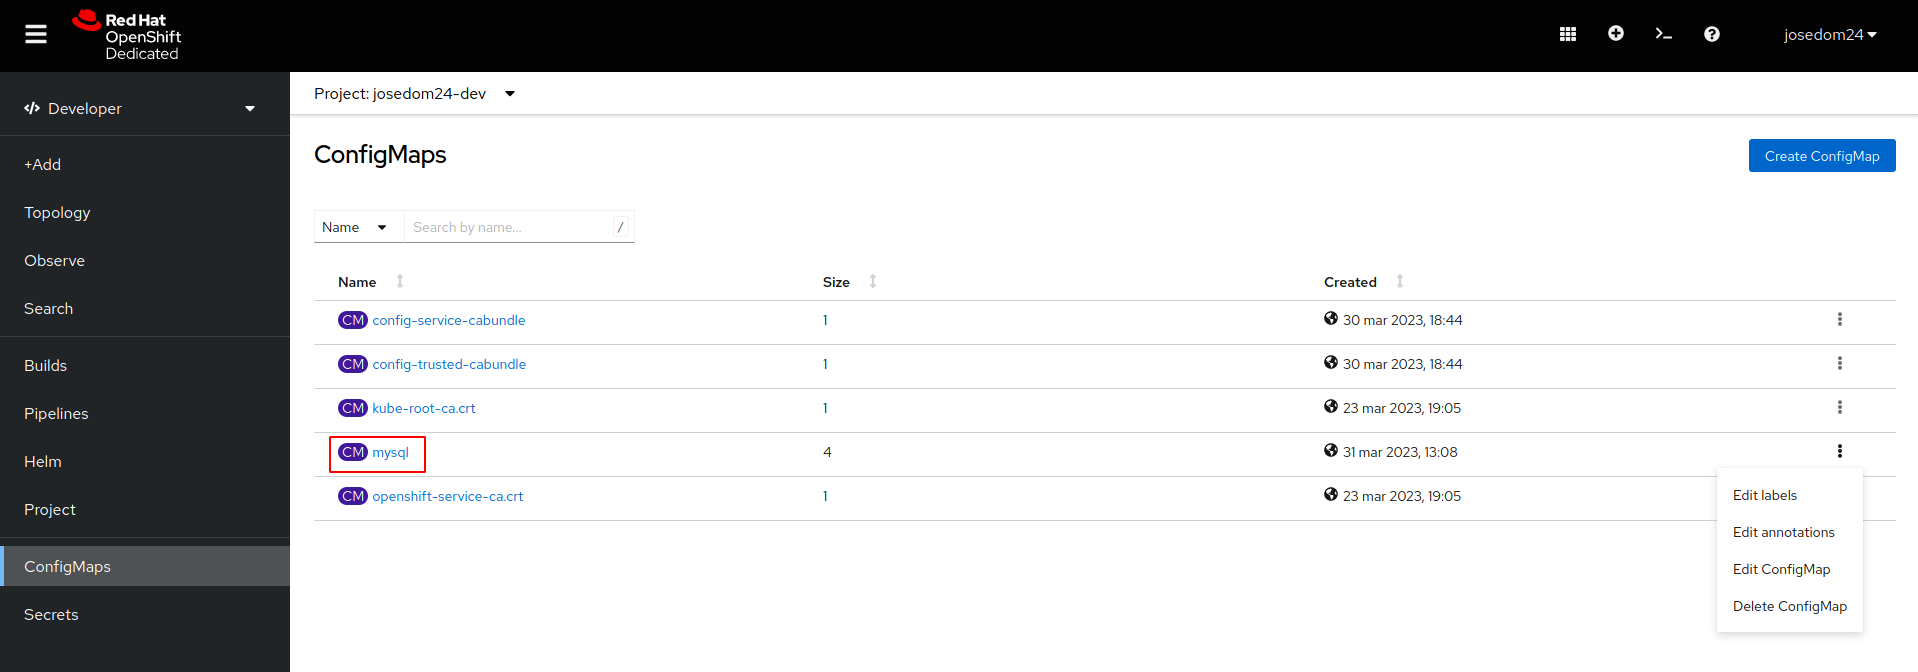 Red Hat
OpenShift
Dedicated
josedom24
Developer
+Add
Topology
Observe
Search
Builds
Pipelines
Helm
Project
ConfigMaps
Secrets
Project: josedom24-dev
ConfigMaps
Create ConfigMap
Name
Search by name...
/
Name Size Created
CM config-service-cabundle 1 30 mar 2023, 18:44
CM config-trusted-cabundle 1 30 mar 2023, 18:44
CM kube-root-ca.crt 1 23 mar 2023, 19:05
CM mysql 4 31 mar 2023, 13:08
CM openshift-service-ca.crt 1 23 mar 2023, 19:05
Edit labels
Edit annotations
Edit ConfigMap
Delete ConfigMap